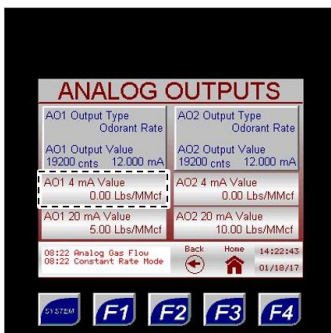 ANALOG OUTPUTS
AO1 Output Type
Odorant Rate
AO1 Output Value
19200 cnts 12.000 mA
AO2 Output Type
Odorant Rate
AO2 Output Value
19200 cnts 12.000 mA
AO1 4 mA Value
0.00 Lbs/MMcf
AO2 4 mA Value
0.00 Lbs/MMcf
AO1 20 mA Value
5.00 Lbs/MMcf
AO2 20 mA Value
10.00 Lbs/MMcf
08:22 Analog Gas Flow
08:22 Constant Rate Mode
Back
Home
14:22:43
01/18/17
SYSTEM F1 F2 F3 F4